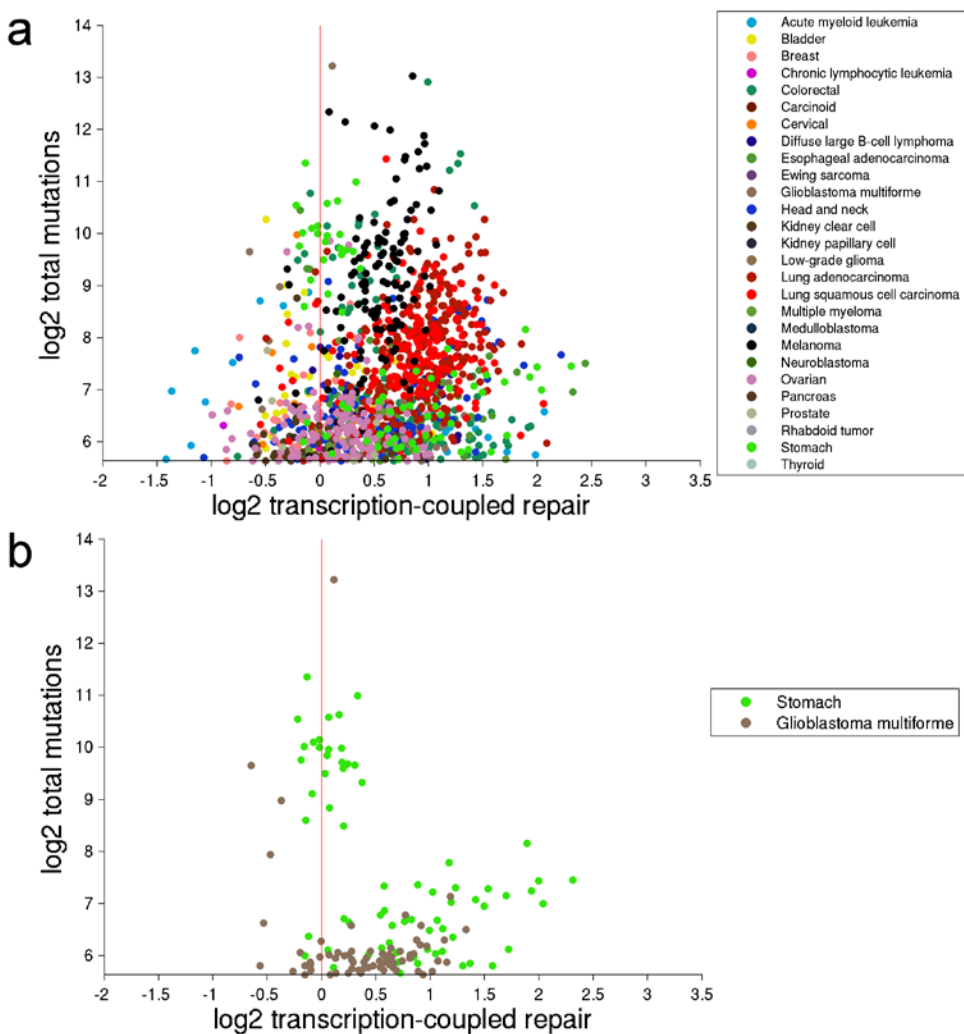 a
14
13
12
11
10
9
8
7
6
log2 total mutations
-2
-1.5
-1
-0.5
0
0.5
1
1.5
2
2.5
3
3.5
log2 transcription-coupled repair
Acute myeloid leukemia
Bladder
Breast
Chronic lymphocytic leukemia
Colorectal
Carcinoid
Cervical
Diffuse large B-cell lymphoma
Esophageal adenocarcinoma
Ewing sarcoma
Glioblastoma multiforme
Head and neck
Kidney clear cell
Kidney papillary cell
Low-grade glioma
Lung adenocarcinoma
Lung squamous cell carcinoma
Multiple myeloma
Medulloblastoma
Melanoma
Neuroblastoma
Ovarian
Pancreas
Prostate
Rhabdoid tumor
Stomach
Thyroid
b
14
13
12
11
10
9
8
7
6
log2 total mutations
-2
-1.5
-1
-0.5
0
0.5
1
1.5
2
2.5
3
3.5
log2 transcription-coupled repair
Stomach
Glioblastoma multiforme